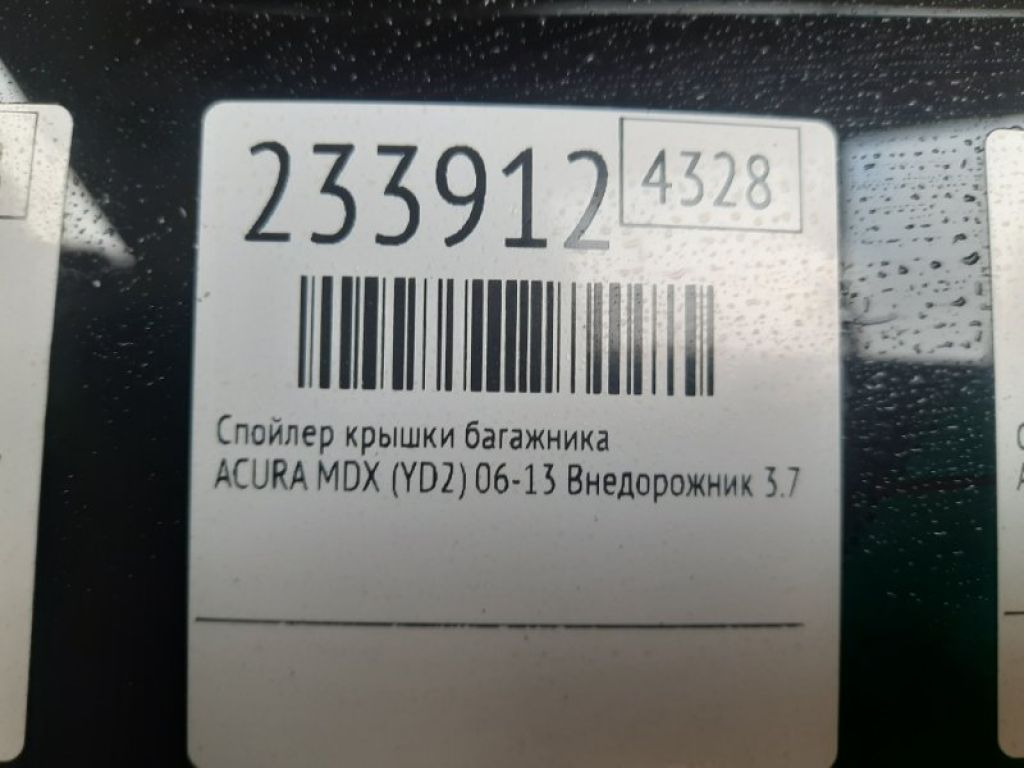 233912
4328
Спойлер крышки багажника
ACURA MDX (YD2) 06-13 Внедорожник 3.7